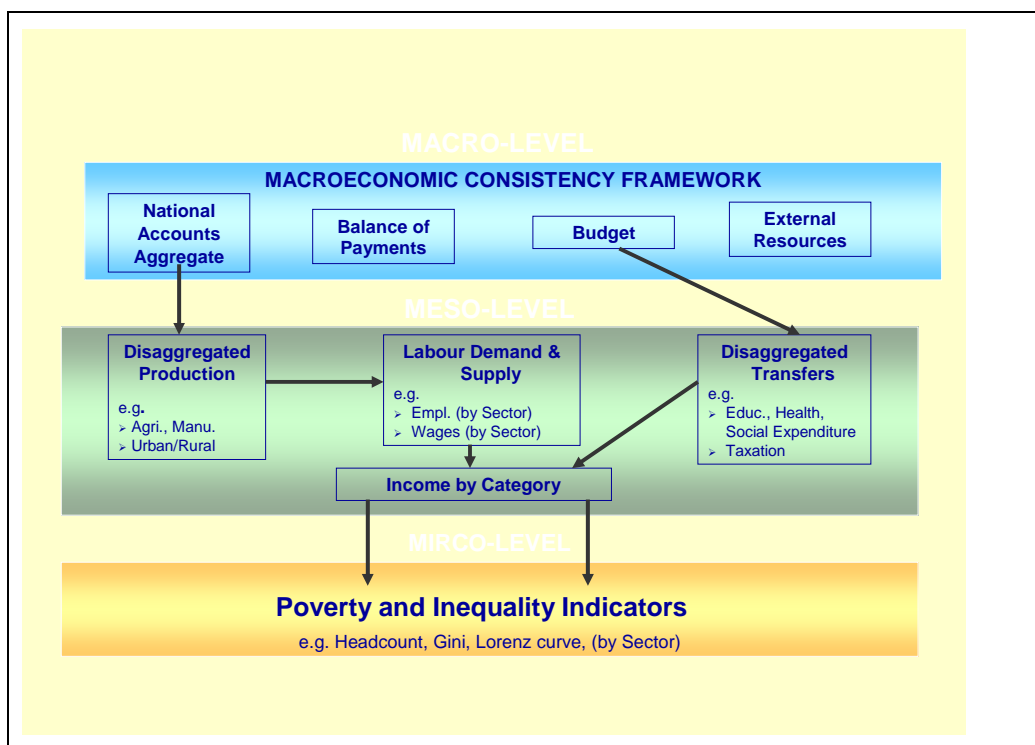 MACRO-LEVEL
MACROECONOMIC CONSISTENCY FRAMEWORK
National
Accounts
Aggregate
Balance of
Payments
Budget
External
Resources
MESO-LEVEL
Disaggregated
Production
e.g.
➢ Agri., Manu.
➢ Urban/Rural
Labour Demand &
Supply
e.g.
➢ Empl. (by Sector)
➢ Wages (by Sector)
Disaggregated
Transfers
e.g.
➢ Educ., Health,
Social Expenditure
➢ Taxation
Income by Category
MIRCO-LEVEL
Poverty and Inequality Indicators
e.g. Headcount, Gini, Lorenz curve, (by Sector)